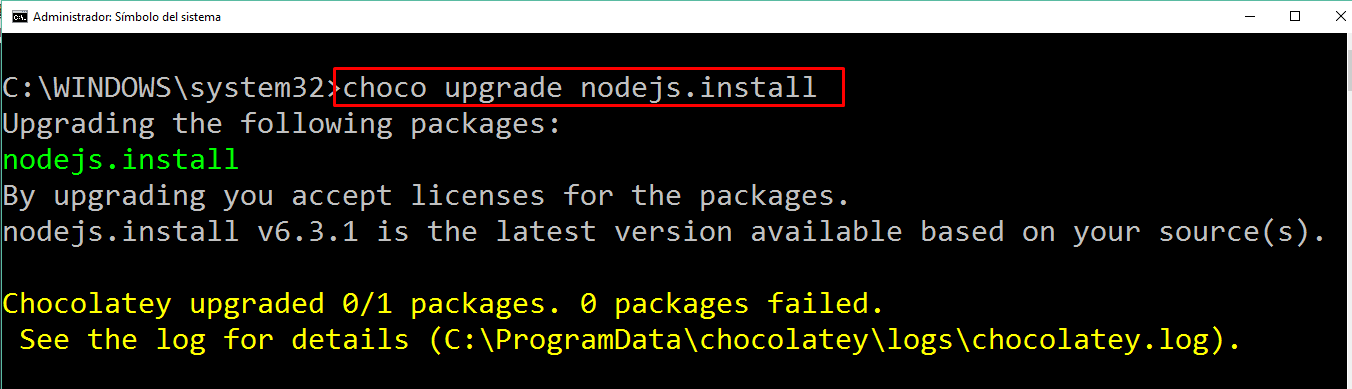 Administrador: Símbolo del sistema
C:\WINDOWS\system32>choco upgrade nodejs.install
Upgrading the following packages:
nodejs.install
By upgrading you accept licenses for the packages.
nodejs.install v6.3.1 is the latest version available based on your source(s).
Chocolatey upgraded 0/1 packages. 0 packages failed.
 See the log for details (C:\ProgramData\chocolatey\logs\chocolatey.log).